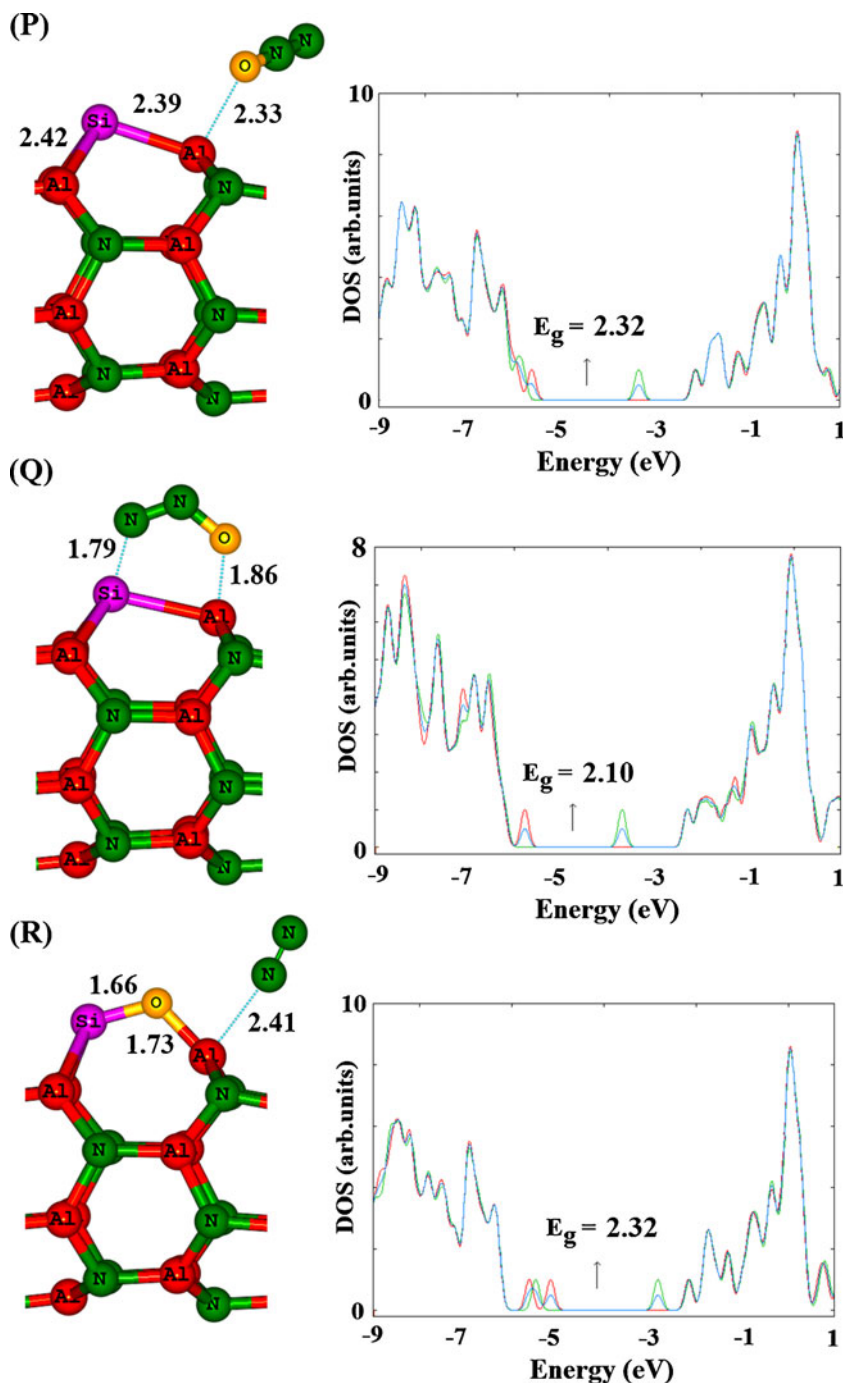 (P)
N N
O
2.39
2.33
Si
2.42
Al
Al
N
N Al
Al N
N Al
Al N
10
DOS (arb.units)
Eg = 2.32
0
-9 -7 -5 -3 -1 1
Energy (eV)
(Q)
N N
O
1.79
1.86
Si
Al
Al N
N Al
Al N
N Al
Al N
8
DOS (arb.units)
Eg = 2.10
0
-9 -7 -5 -3 -1 1
Energy (eV)
(R)
N
N
1.66 O
Si
1.73
2.41
Al
Al N
N Al
Al N
N Al
Al N
10
DOS (arb.units)
Eg = 2.32
0
-9 -7 -5 -3 -1 1
Energy (eV)